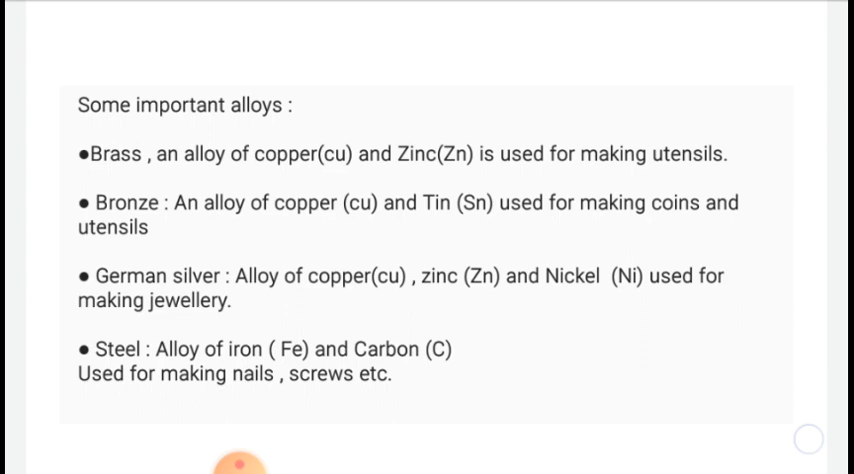 Some important alloys :
●Brass , an alloy of copper(cu) and Zinc(Zn) is used for making utensils.
● Bronze : An alloy of copper (cu) and Tin (Sn) used for making coins and
utensils
● German silver : Alloy of copper(cu) , zinc (Zn) and Nickel  (Ni) used for
making jewellery.
● Steel : Alloy of iron ( Fe) and Carbon (C)
Used for making nails , screws etc.